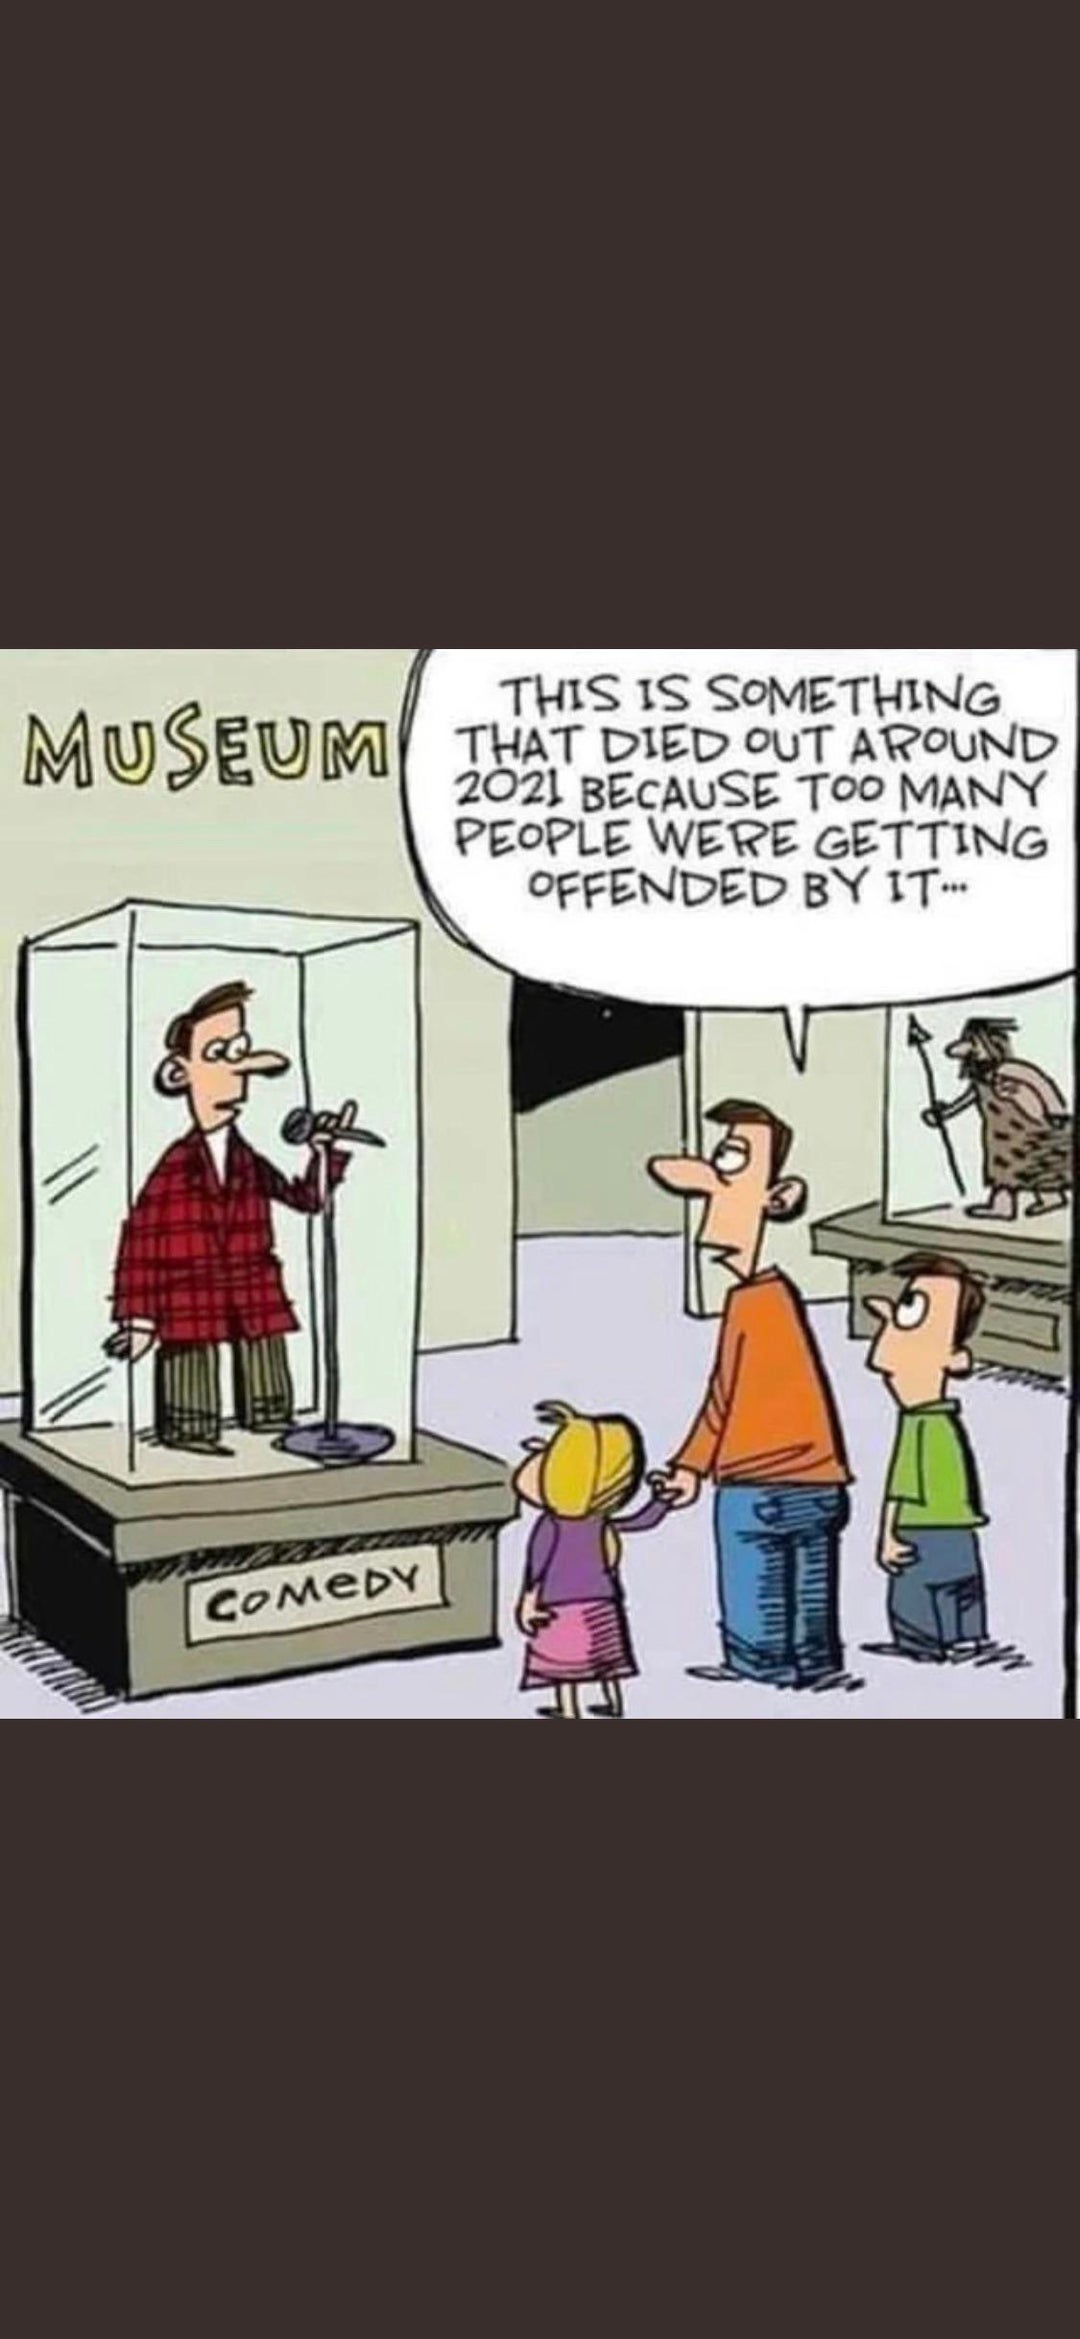 MUSEUM
THIS IS SOMETHING
THAT DIED OUT AROUND
2021 BECAUSE TOO MANY
PEOPLE WERE GETTING
OFFENDED BY IT...
COMEDY